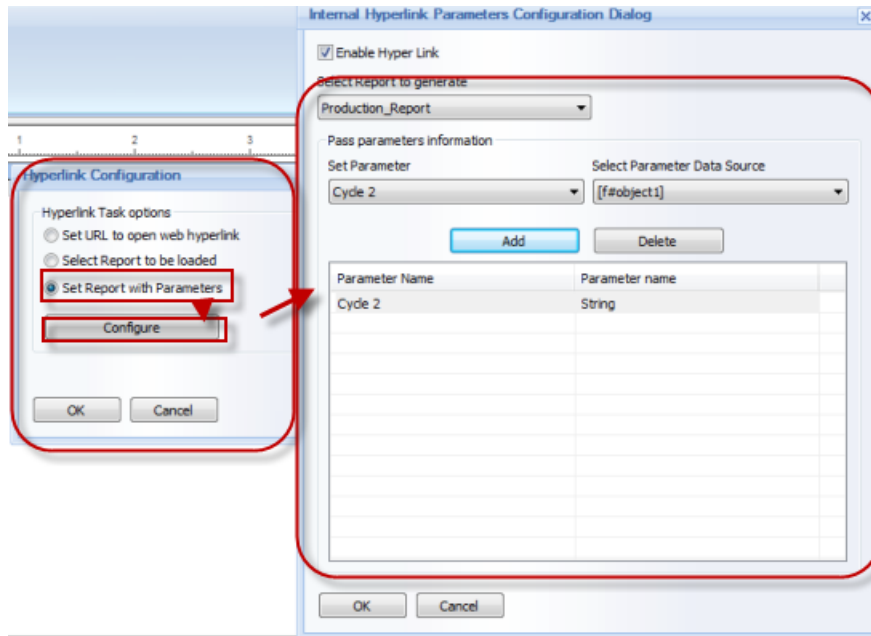 Internal Hyperlink Parameters Configuration Dialog
Enable Hyper Link
Select Report to generate
Production_Report
Pass parameters information
Set Parameter
Select Parameter Data Source
Cycle 2
[f#object1]
Add
Delete
Parameter Name
Parameter name
Cycle 2
String
OK
Cancel
1 2 3
Hyperlink Configuration
Hyperlink Task options
Set URL to open web hyperlink
Select Report to be loaded
Set Report with Parameters
Configure
OK
Cancel